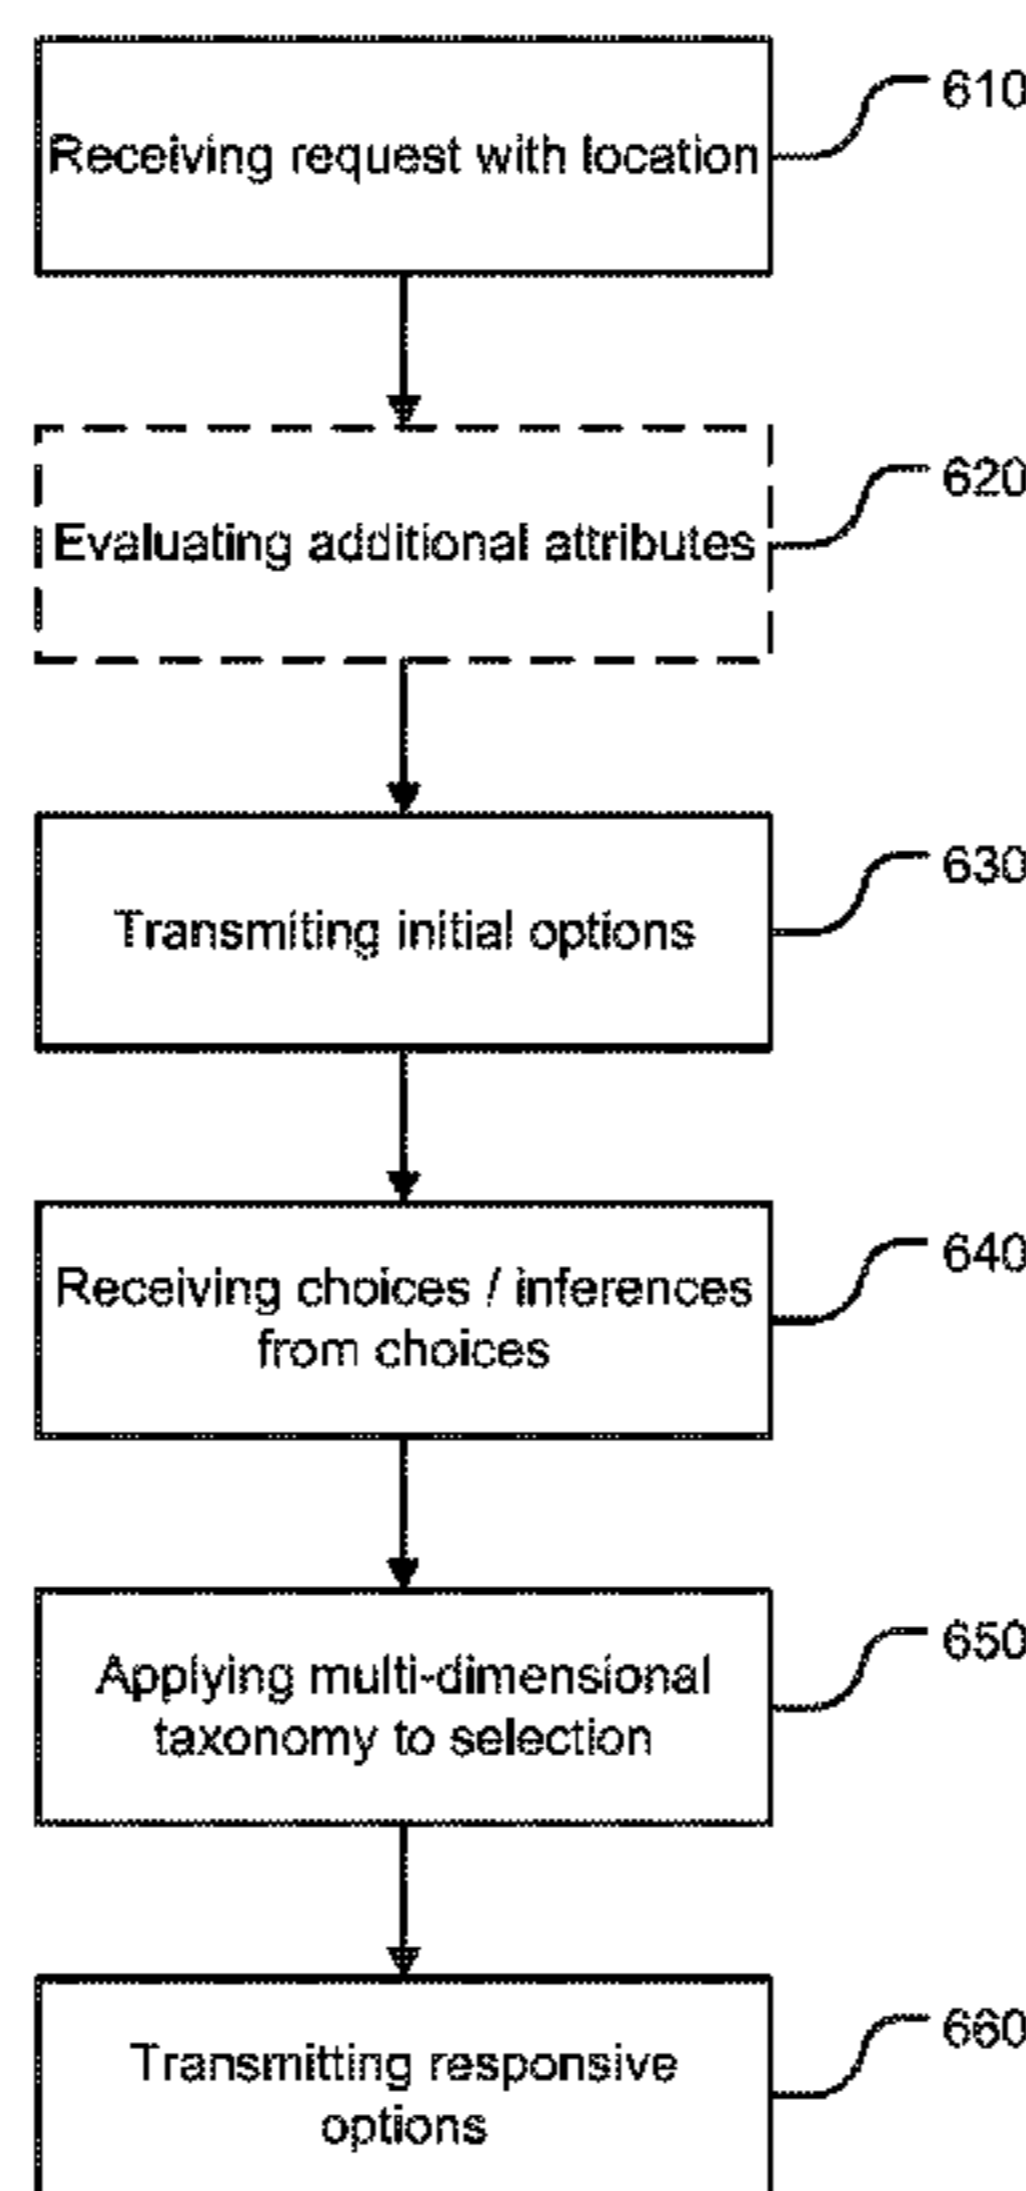 Receiving request with location
610
Evaluating additional attributes
620
Transmiting initial options
630
Receiving choices / inferences
from choices
640
Applying multi-dimensional
taxonomy to selection
650
Transmitting responsive
options
660